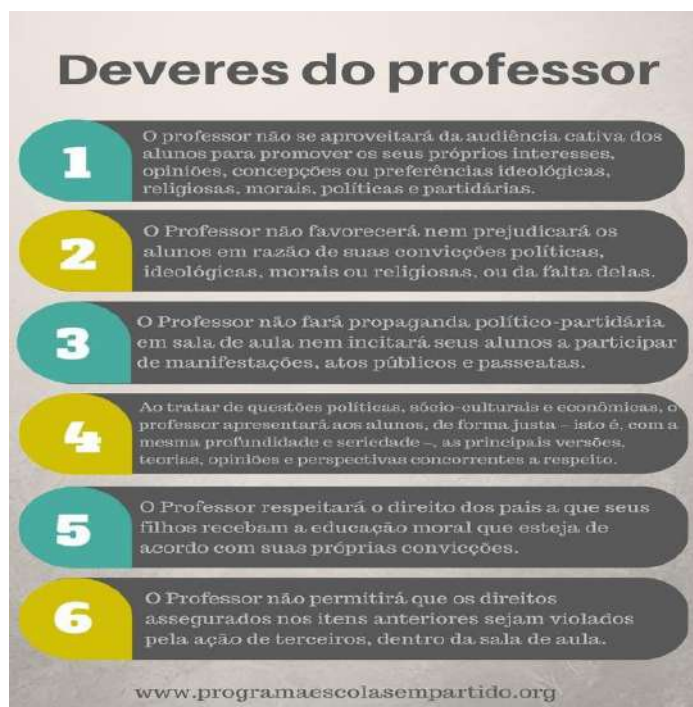 Deveres do professor
1
O professor não se aproveitará da audiência cativa dos
alunos para promover os seus próprios interesses,
opiniões, concepções ou preferências ideológicas,
religiosas, morais, políticas e partidárias.
2
O Professor não favorecerá nem prejudicará os
alunos em razão de suas convicções políticas,
ideológicas, morais ou religiosas, ou da falta delas.
3
O Professor não fará propaganda político-partidária
em sala de aula nem incitará seus alunos a participar
de manifestações, atos públicos e passeatas.
4
Ao tratar de questões políticas, sócio-culturais e econômicas, o
professor apresentará aos alunos, de forma justa – isto é, com a
mesma profundidade e seriedade –, as principais versões,
teorias, opiniões e perspectivas concorrentes a respeito.
5
O Professor respeitará o direito dos pais a que seus
filhos recebam a educação moral que esteja de
acordo com suas próprias convicções.
6
O Professor não permitirá que os direitos
assegurados nos itens anteriores sejam violados
pela ação de terceiros, dentro da sala de aula.
www.programaescolasempartido.org